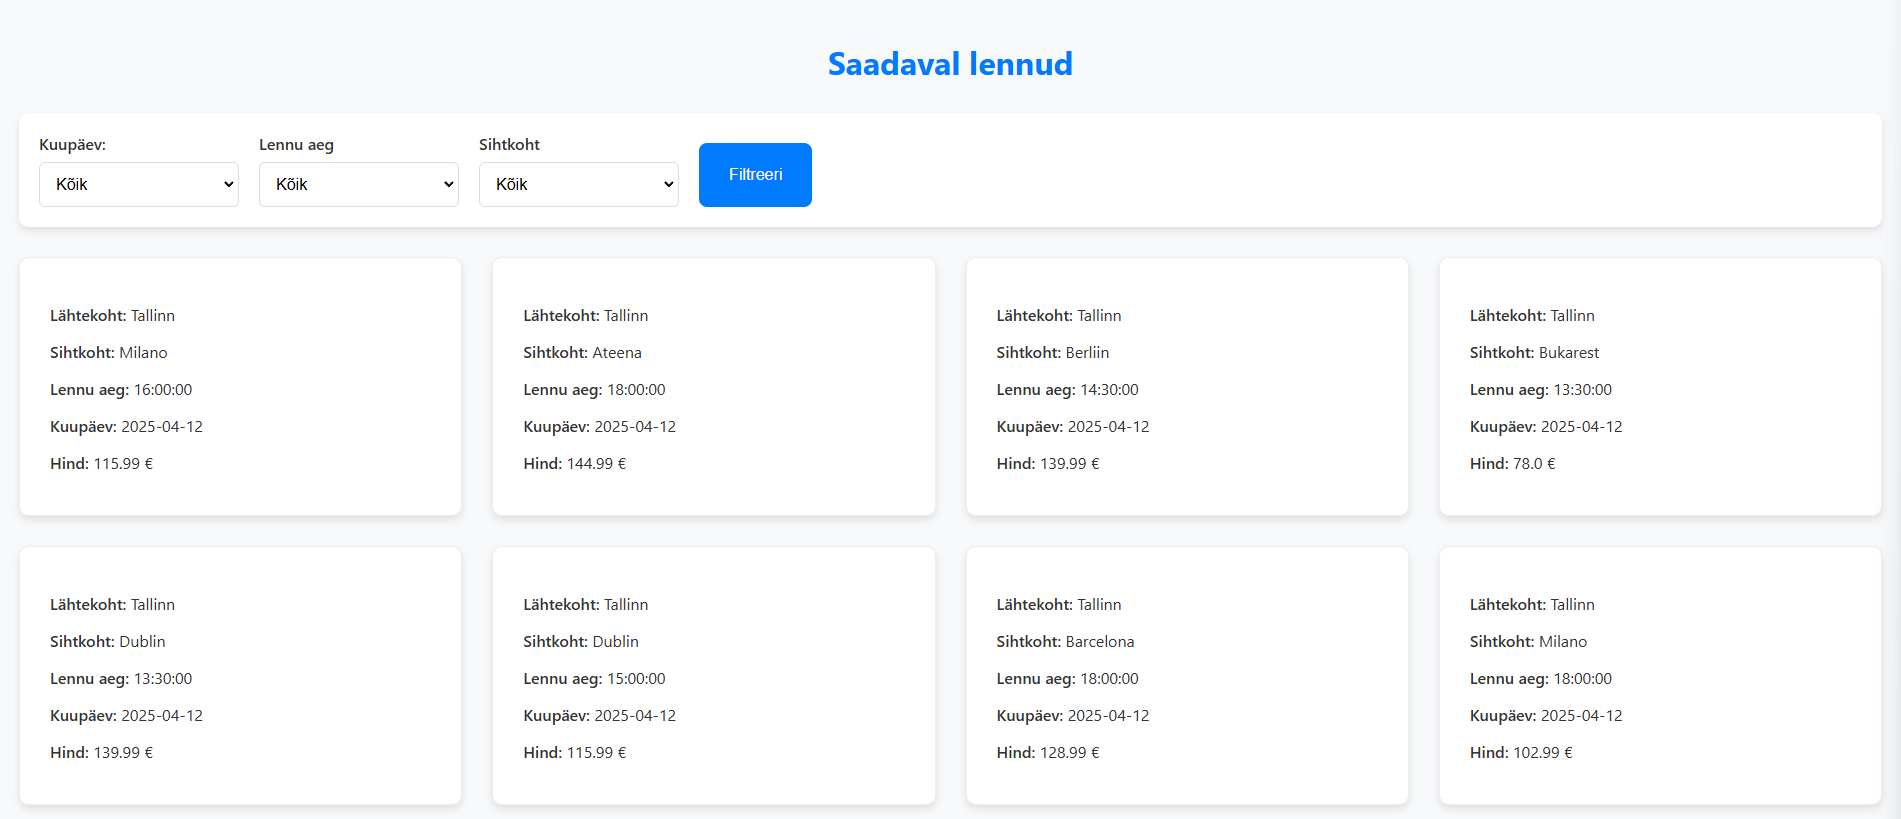 Saadaval lennud
Kuupäev:
Kõik
Lennu aeg
Kõik
Sihtkoht
Kõik
Filtreeri
Lähtekoht: Tallinn
Sihtkoht: Milano
Lennu aeg: 16:00:00
Kuupäev: 2025-04-12
Hind: 115.99 €
Lähtekoht: Tallinn
Sihtkoht: Ateena
Lennu aeg: 18:00:00
Kuupäev: 2025-04-12
Hind: 144.99 €
Lähtekoht: Tallinn
Sihtkoht: Berliin
Lennu aeg: 14:30:00
Kuupäev: 2025-04-12
Hind: 139.99 €
Lähtekoht: Tallinn
Sihtkoht: Bukarest
Lennu aeg: 13:30:00
Kuupäev: 2025-04-12
Hind: 78.0 €
Lähtekoht: Tallinn
Sihtkoht: Dublin
Lennu aeg: 13:30:00
Kuupäev: 2025-04-12
Hind: 139.99 €
Lähtekoht: Tallinn
Sihtkoht: Dublin
Lennu aeg: 15:00:00
Kuupäev: 2025-04-12
Hind: 115.99 €
Lähtekoht: Tallinn
Sihtkoht: Barcelona
Lennu aeg: 18:00:00
Kuupäev: 2025-04-12
Hind: 128.99 €
Lähtekoht: Tallinn
Sihtkoht: Milano
Lennu aeg: 18:00:00
Kuupäev: 2025-04-12
Hind: 102.99 €